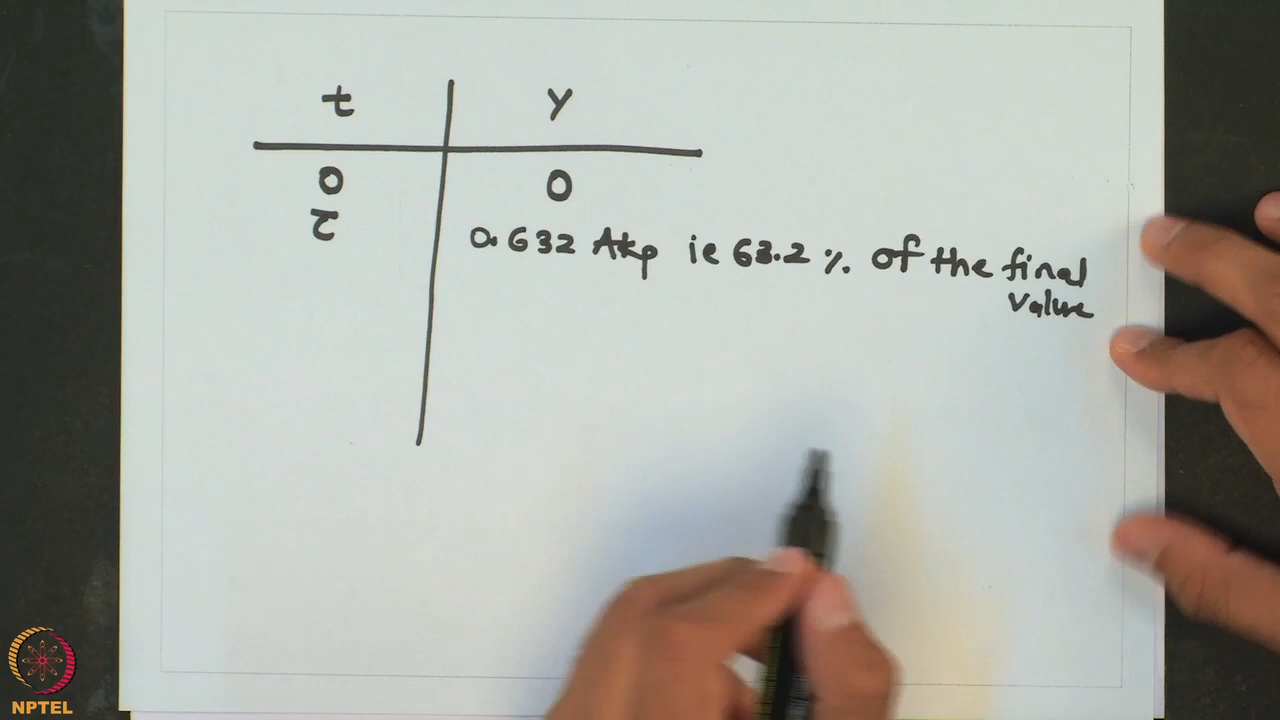 t y
0 0
τ 0.632 Akp ie 63.2 % of the final
value
NPTEL